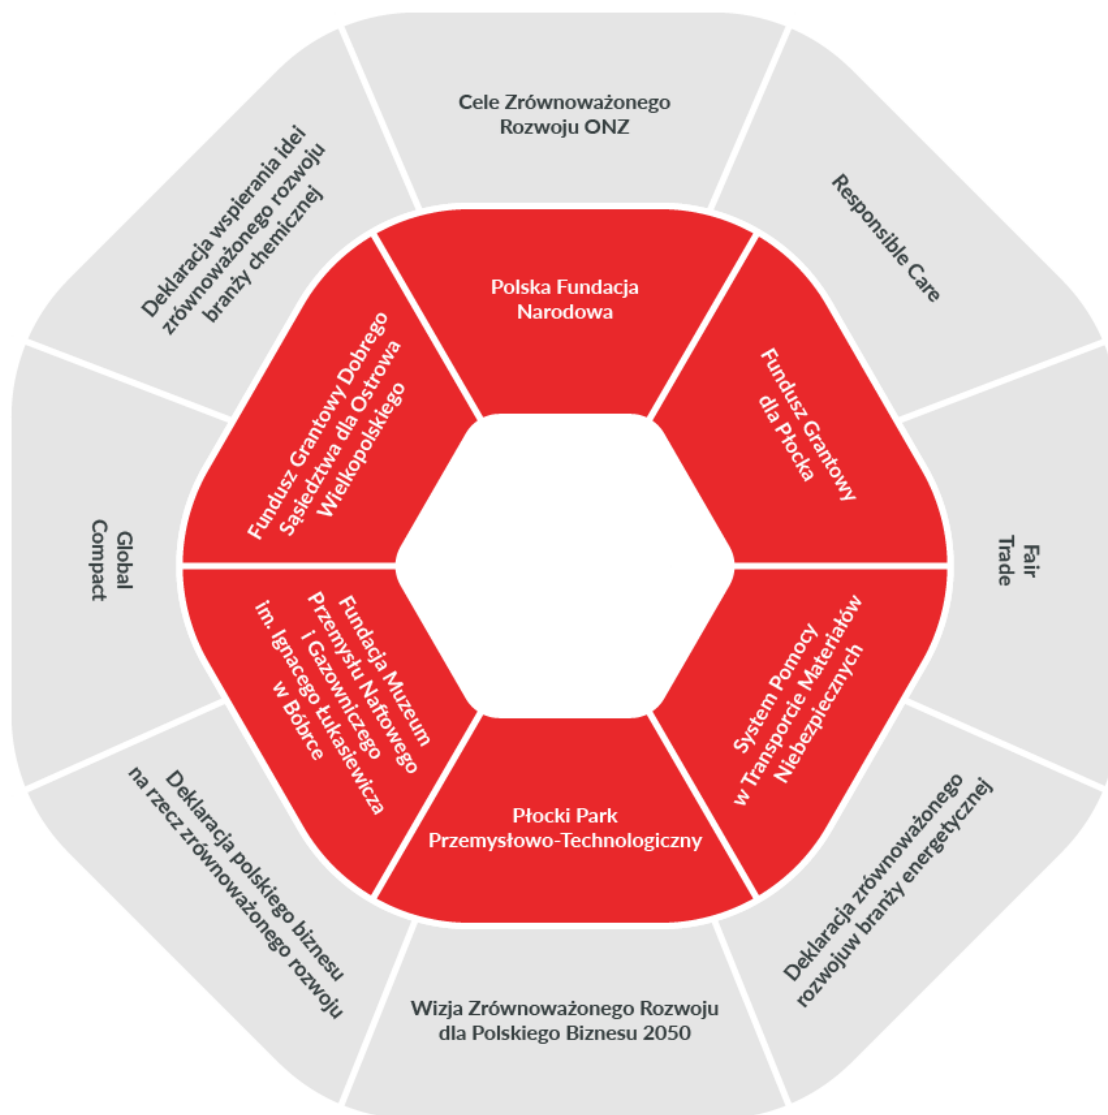 Cele Zrównoważonego
Rozwoju ONZ
Responsible Care
Fair
Trade
Deklaracja zrównoważonego
rozwojuw branży energetycznej
Wizja Zrównoważonego Rozwoju
dla Polskiego Biznesu 2050
Deklaracja polskiego biznesu
na rzecz zrównoważonego rozwoju
Global
Compact
Deklaracja wspierania idei
zrównoważonego rozwoju
branży chemicznej
Polska Fundacja
Narodowa
Fundusz Grantowy
dla Płocka
System Pomocy
w Transporcie Materiałów
Niebezpiecznych
Płocki Park
Przemysłowo-Technologiczny
Fundacja Muzeum
Przemysłu Naftowego
i Gazowniczego
im. Ignacego Łukasiewicza
w Bóbrce
Fundusz Grantowy Dobrego
Sąsiedztwa dla Ostrowa
Wielkopolskiego